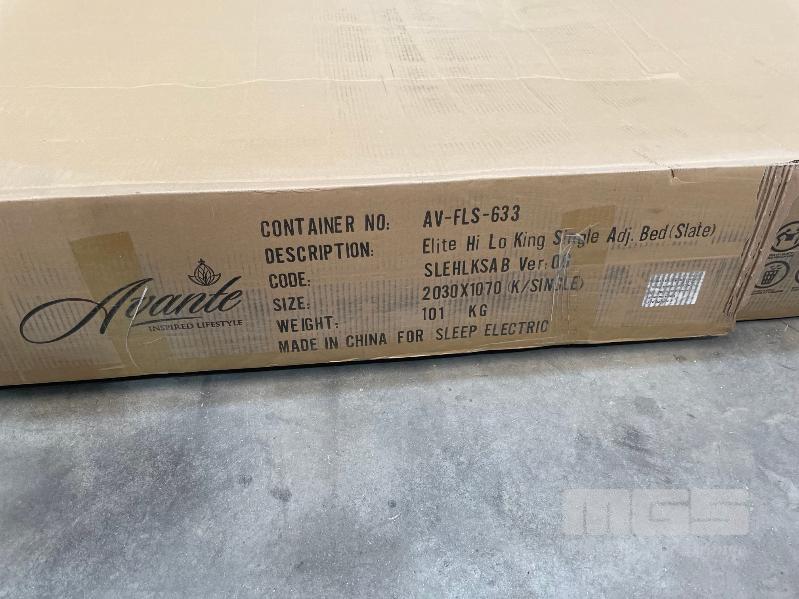 Avante
INSPIRED LIFESTYLE
CONTAINER NO: AV-FLS-633
DESCRIPTION: Elite Hi Lo King Single Adj. Bed(Slate)
CODE: SLEHLKSAB Ver:06
SIZE: 2030X1070 (K/SINGLE)
WEIGHT: 101 KG
MADE IN CHINA FOR SLEEP ELECTRIC
MGS